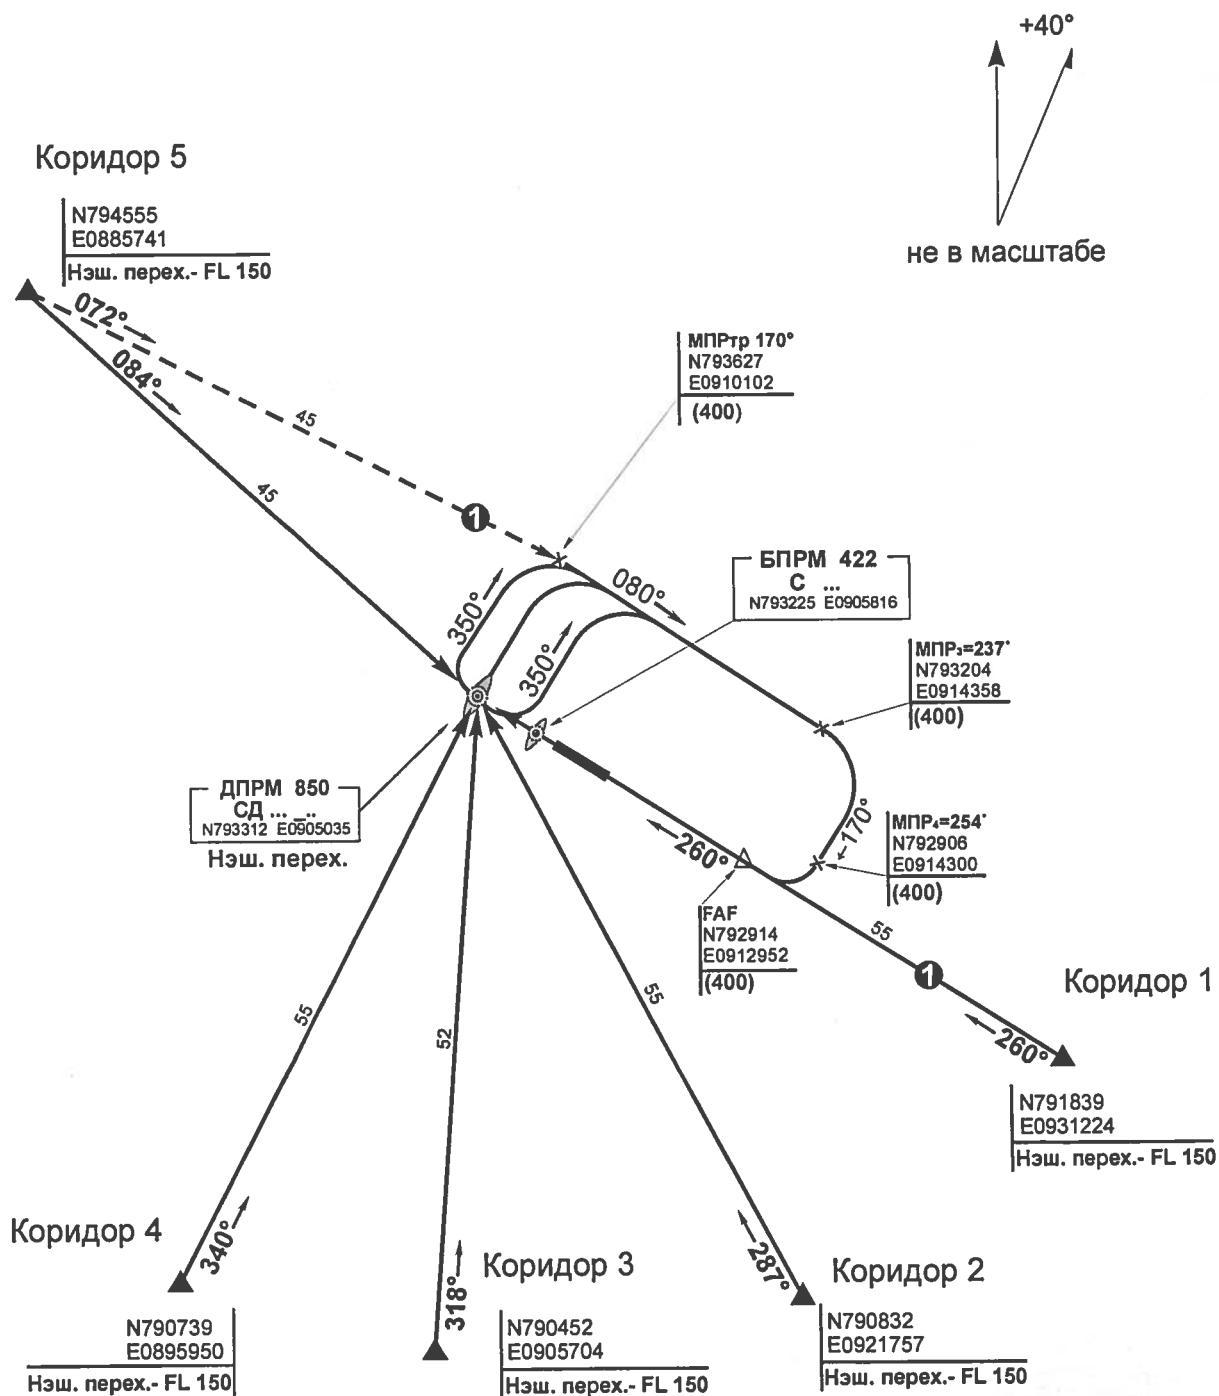 +40°
не в масштабе
Коридор 5
N794555
E0885741
Нэш. перех.- FL 150
072°
084°
45
45
1
МПРтр 170°
N793627
E0910102
(400)
БПРМ 422
С ...
N793225 E0905816
080°
350°
350°
МПР₃=237°
N793204
E0914358
(400)
ДПРМ 850
СД ... _..
N793312 E0905035
Нэш. перех.
260°
170°
МПР₄=254°
N792906
E0914300
(400)
FAF
N792914
E0912952
(400)
55
1
Коридор 1
260°
N791839
E0931224
Нэш. перех.- FL 150
55
52
55
Коридор 4
340°
N790739
E0895950
Нэш. перех.- FL 150
318°
Коридор 3
N790452
E0905704
Нэш. перех.- FL 150
287°
Коридор 2
N790832
E0921757
Нэш. перех.- FL 150